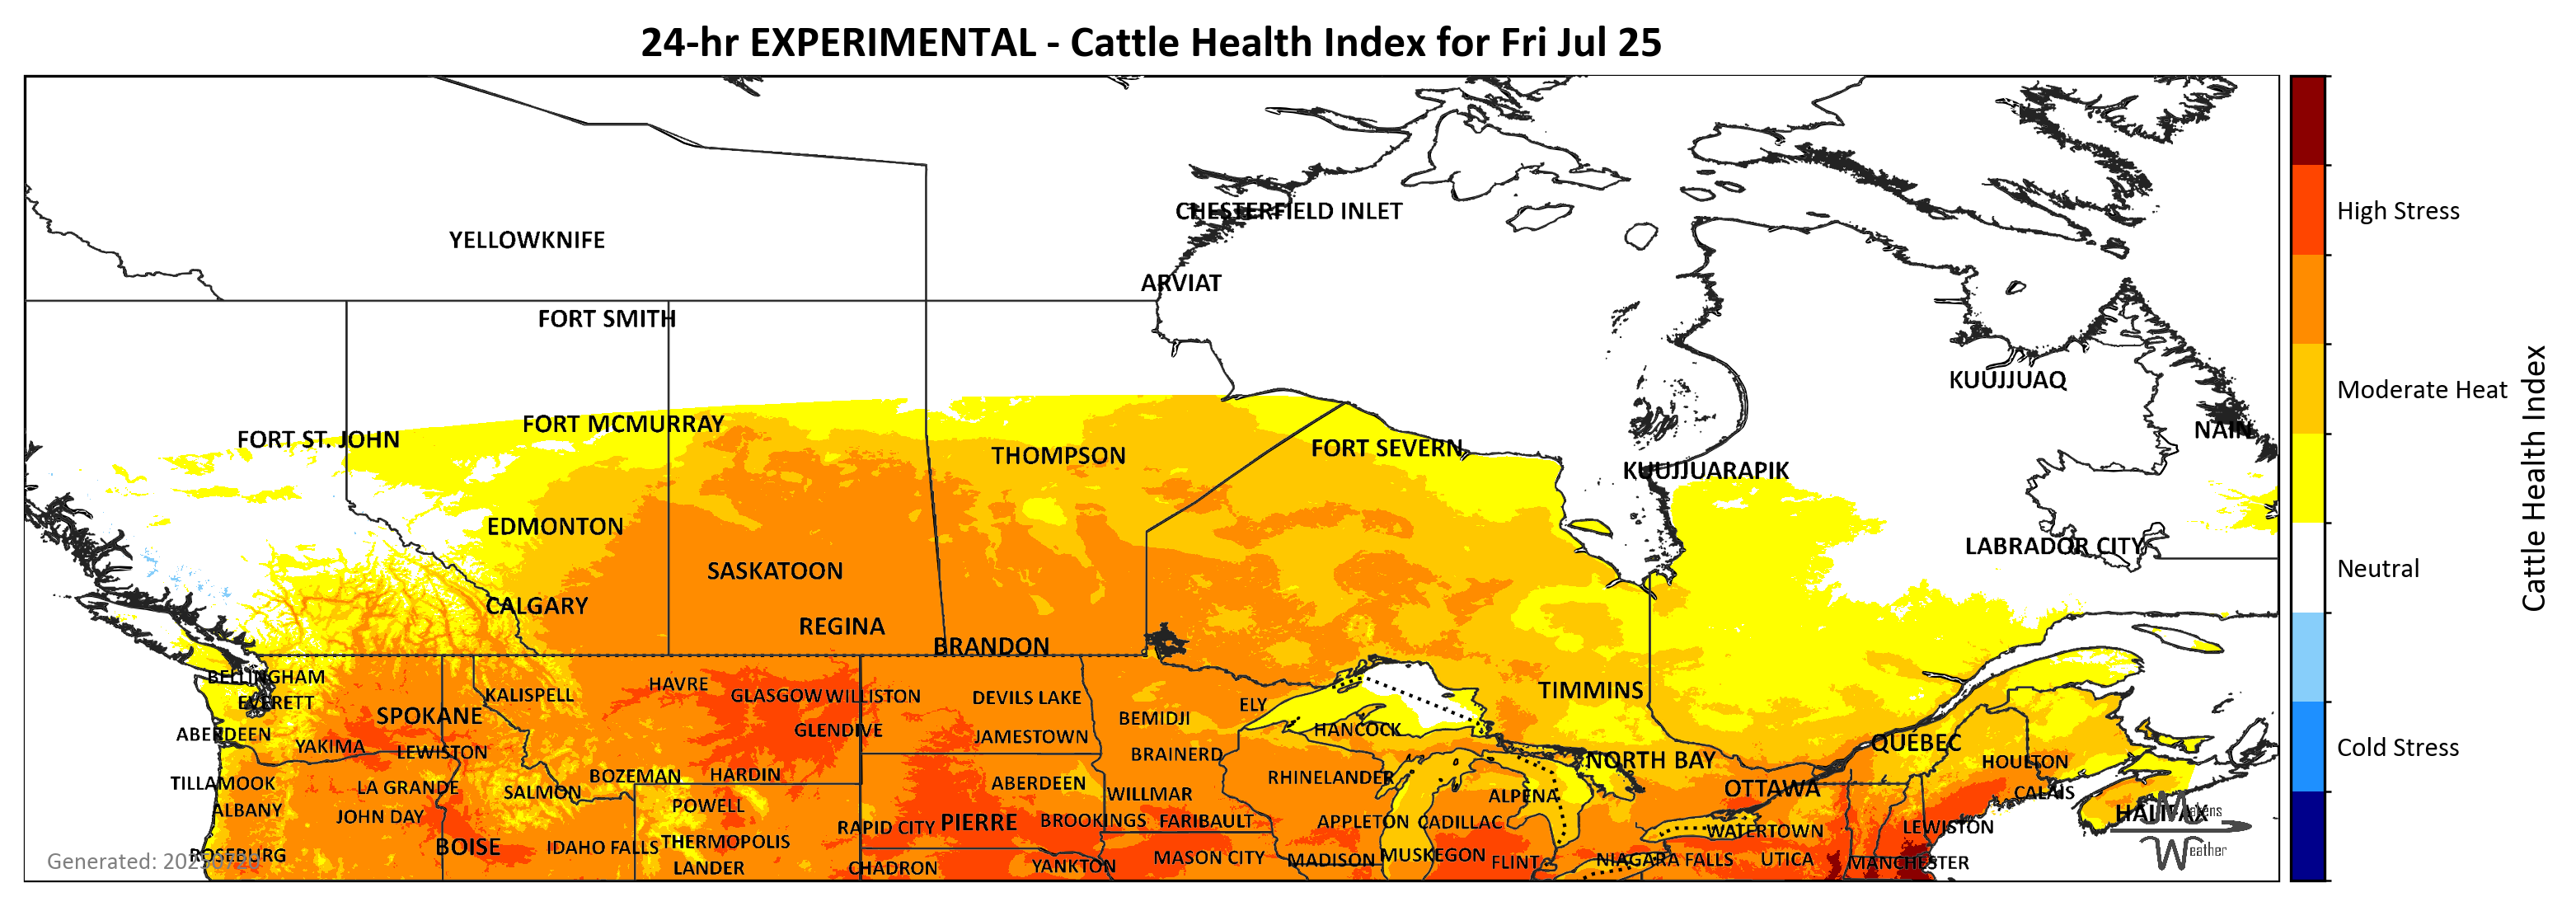 24-hr EXPERIMENTAL - Cattle Health Index for Fri Jul 25
CHESTERFIELD INLET
High Stress
YELLOWKNIFE
ARVIAT
FORT SMITH
KUUJJUAQ
Moderate Heat
FORT MCMURRAY
NAIN
FORT ST. JOHN
FORT SEVERN
THOMPSON
KUUJJUARAPIK
Cattle Health Index
EDMONTON
LABRADOR CITY
SASKATOON
Neutral
CALGARY
REGINA
BRANDON
BELLINGHAM
KALISPELL
HAVRE
GLASGOW
WILLISTON
DEVILS LAKE
TIMMINS
EVERETT
SPOKANE
BEMIDJI
ELY
ABERDEEN
GLENDIVE
JAMESTOWN
HANCOCK
QUEBEC
YAKIMA
LEWISTON
BRAINERD
NORTH BAY
HOULTON
Cold Stress
TILLAMOOK
LA GRANDE
SALMON
BOZEMAN
HARDIN
ABERDEEN
RHINELANDER
OTTAWA
ALBANY
JOHN DAY
POWELL
WILLMAR
ALPENA
CALAIS
HALIFAX
Makens
RAPID CITY
PIERRE
BROOKINGS
FARIBAULT
APPLETON
CADILLAC
WATERTOWN
LEWISTON
ROSEBURG
BOISE
IDAHO FALLS
THERMOPOLIS
Weather
Generated:
LANDER
CHADRON
YANKTON
MASON CITY
MADISON
MUSKEGON
FLINT
NIAGARA FALLS
UTICA
MANCHESTER